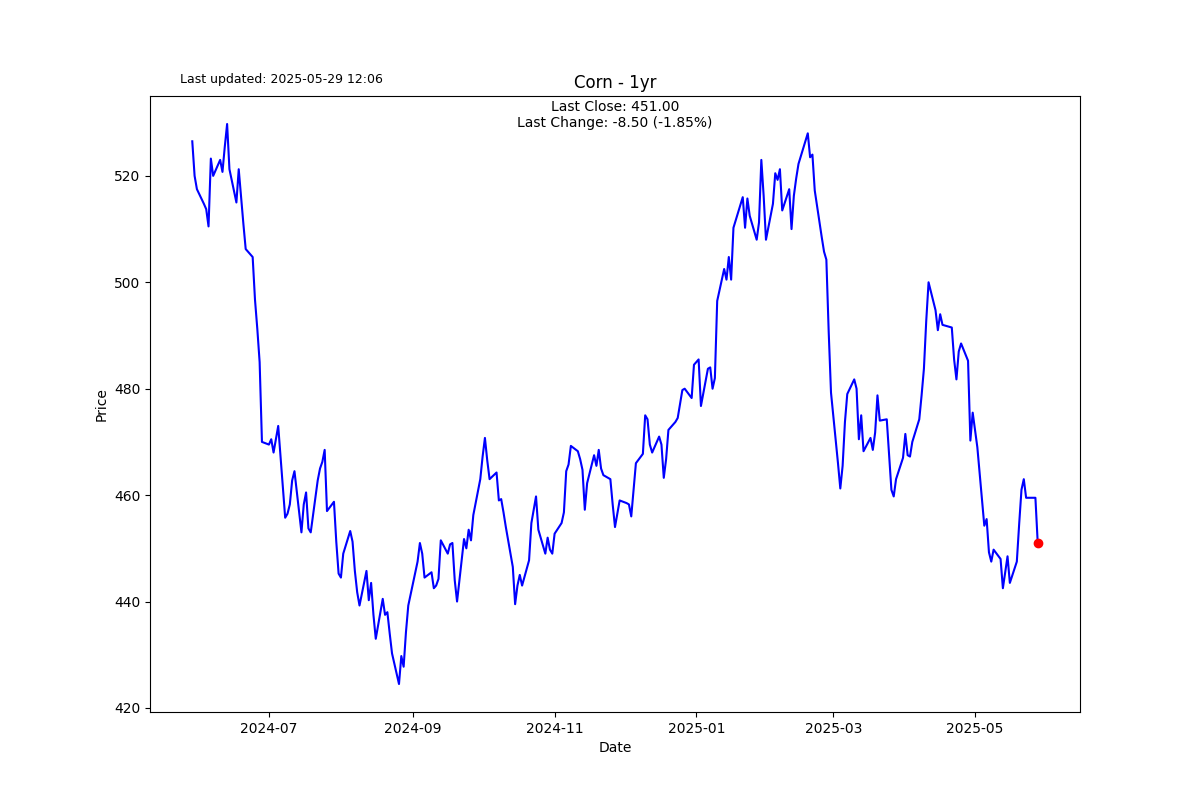 Last updated: 2025-05-29 12:06
Corn - 1yr
Last Close: 451.00
Last Change: -8.50 (-1.85%)
Price
520
500
480
460
440
420
2024-07
2024-09
2024-11
2025-01
2025-03
2025-05
Date